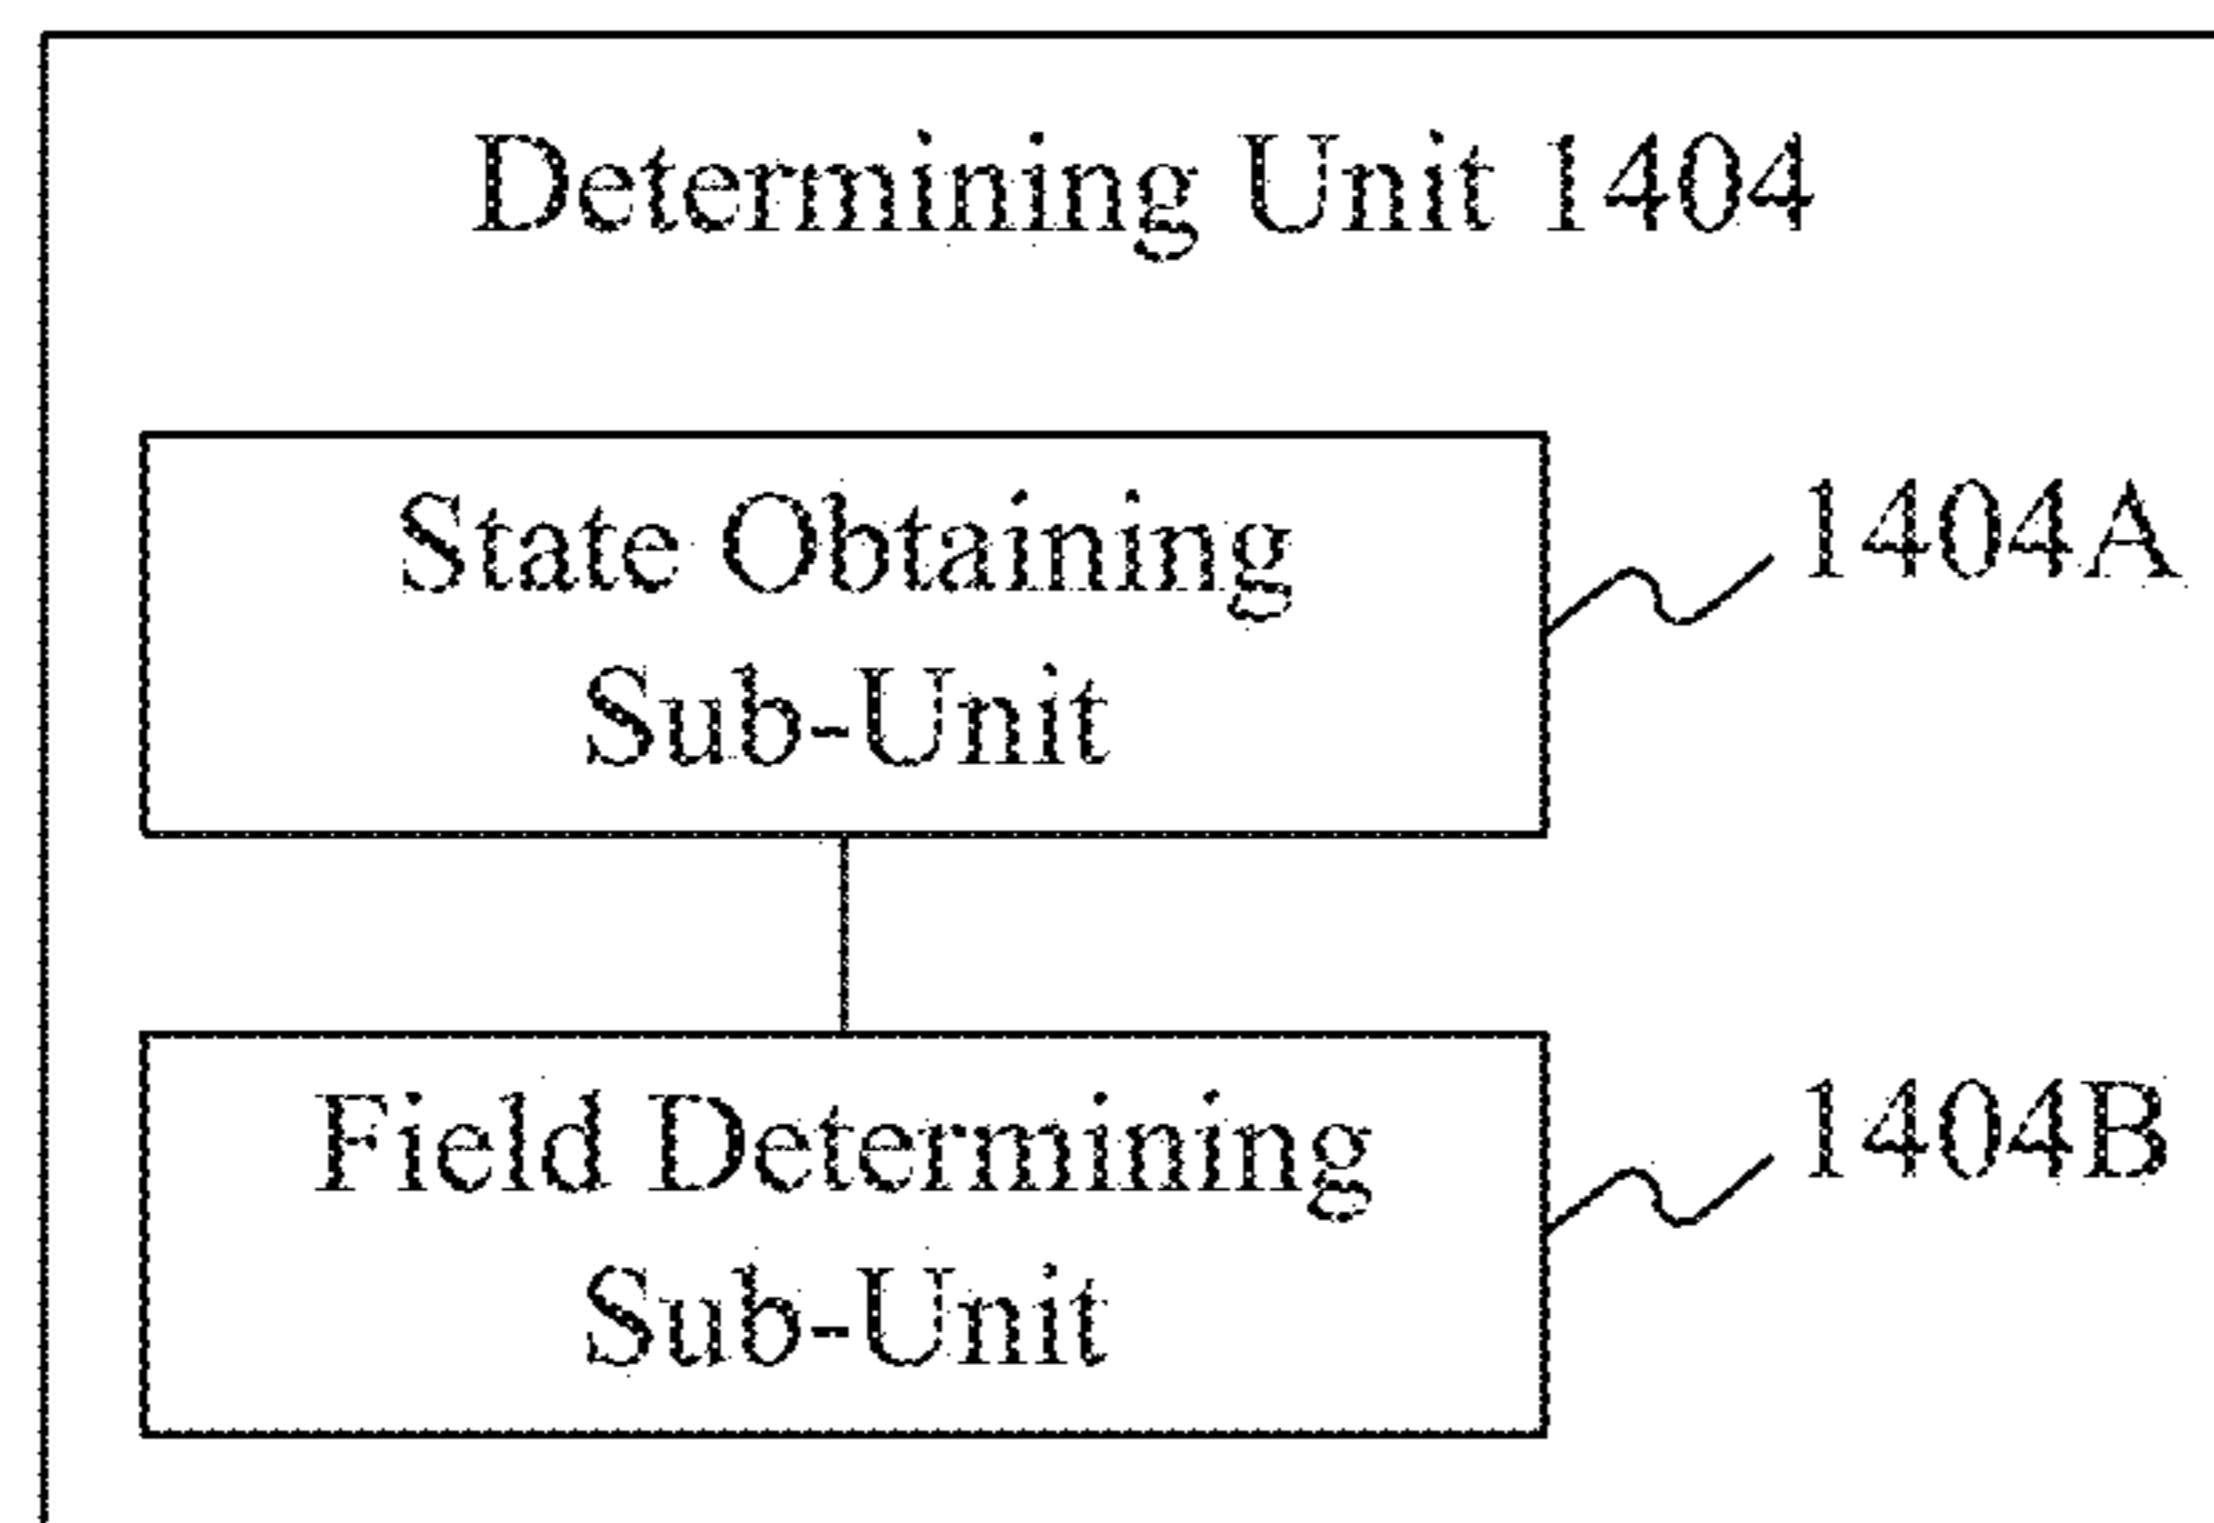 Determining Unit 1404
State Obtaining
Sub-Unit
1404A
Field Determining
Sub-Unit
1404B